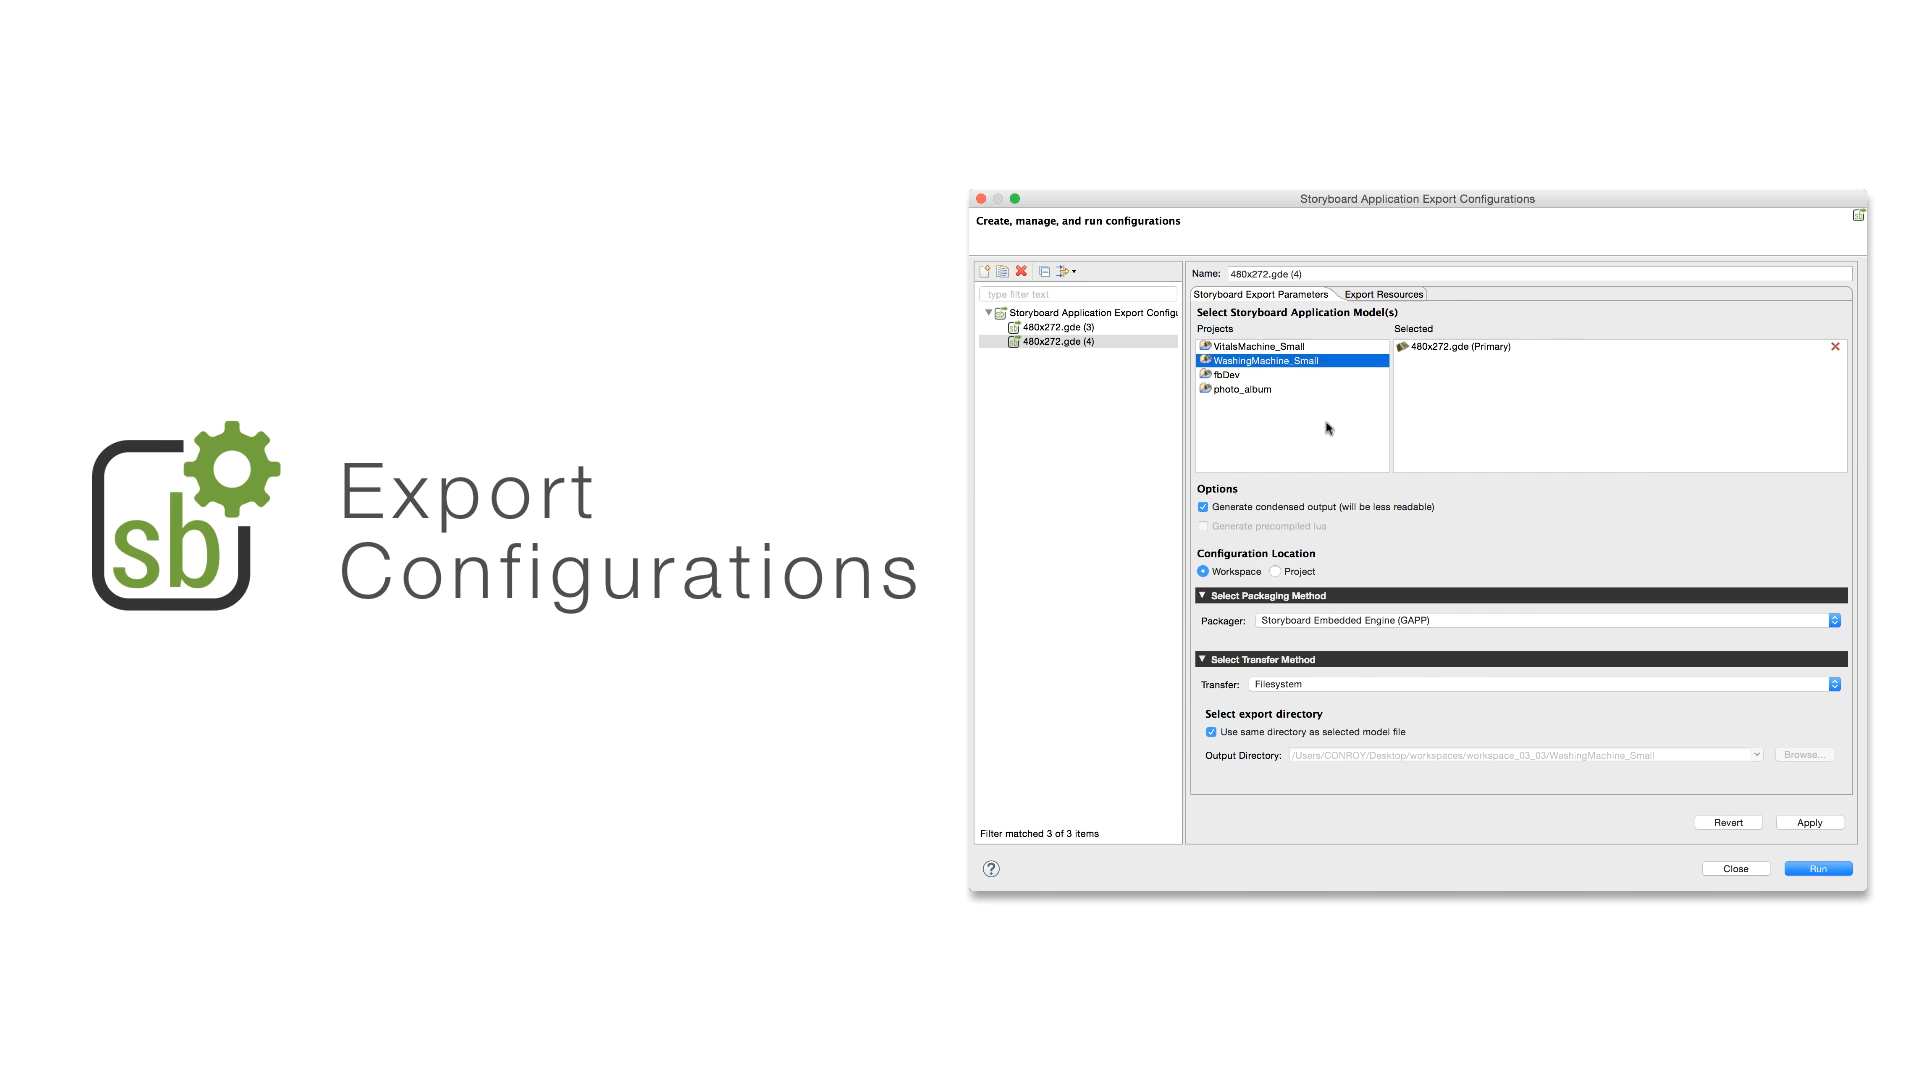 sb
Export
Configurations
Storyboard Application Export Configurations
Create, manage, and run configurations
sb
type filter text
Storyboard Application Export Configu
480x272.gde (3)
480x272.gde (4)
Filter matched 3 of 3 items
Name: 480x272.gde (4)
Storyboard Export Parameters Export Resources
Select Storyboard Application Model(s)
Projects Selected
VitalsMachine_Small 480x272.gde (Primary)
WashingMachine_Small
fbDev
photo_album
Options
Generate condensed output (will be less readable)
Generate precompiled lua
Configuration Location
Workspace Project
Select Packaging Method
Packager: Storyboard Embedded Engine (GAPP)
Select Transfer Method
Transfer: Filesystem
Select export directory
Use same directory as selected model file
Output Directory: /Users/CONROY/Desktop/workspaces/workspace_03_03/WashingMachine_Small Browse...
Revert Apply
? Close Run